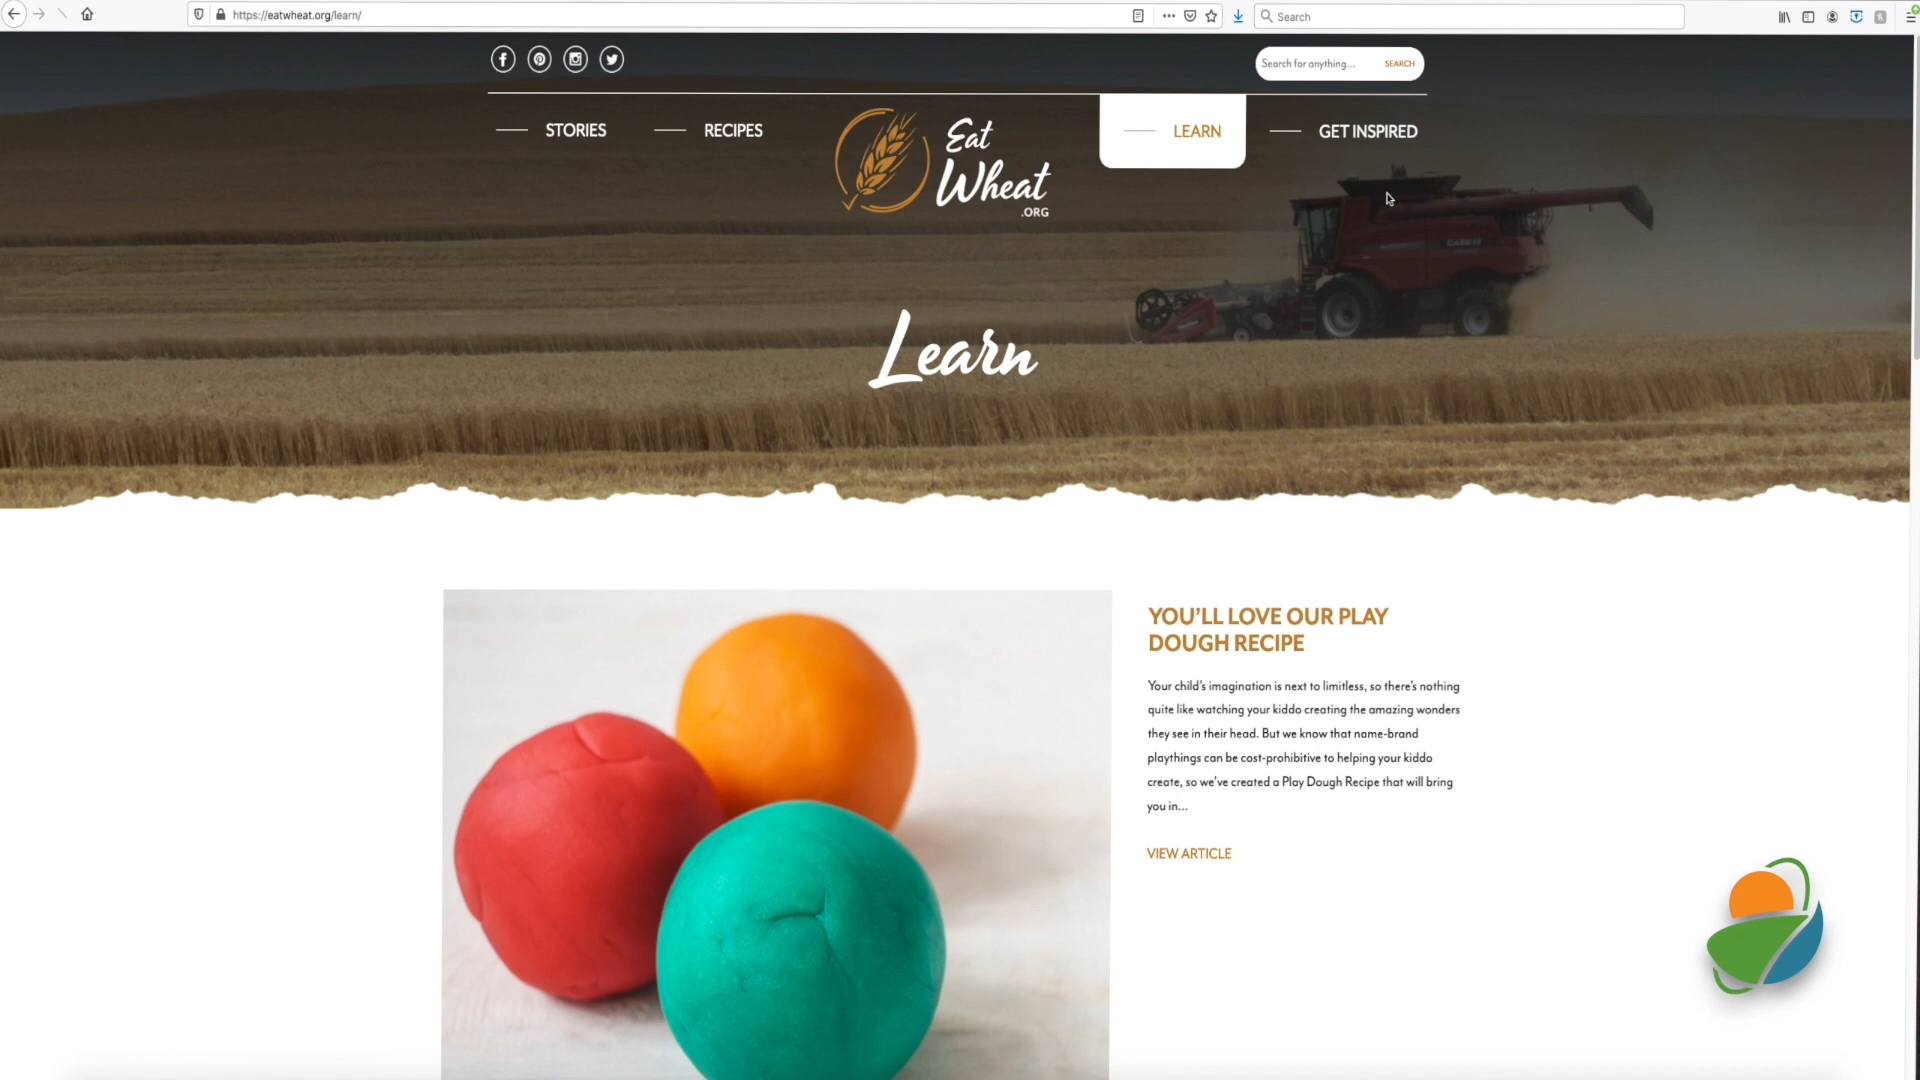 https://eatwheat.org/learn/
Search
Search for anything...
SEARCH
STORIES
RECIPES
Eat
Wheat
.ORG
LEARN
GET INSPIRED
CASE IH
Learn
YOU'LL LOVE OUR PLAY
DOUGH RECIPE
Your child's imagination is next to limitless, so there's nothing
quite like watching your kiddo creating the amazing wonders
they see in their head. But we know that name-brand
playthings can be cost-prohibitive to helping your kiddo
create, so we've created a Play Dough Recipe that will bring
you in...
VIEW ARTICLE